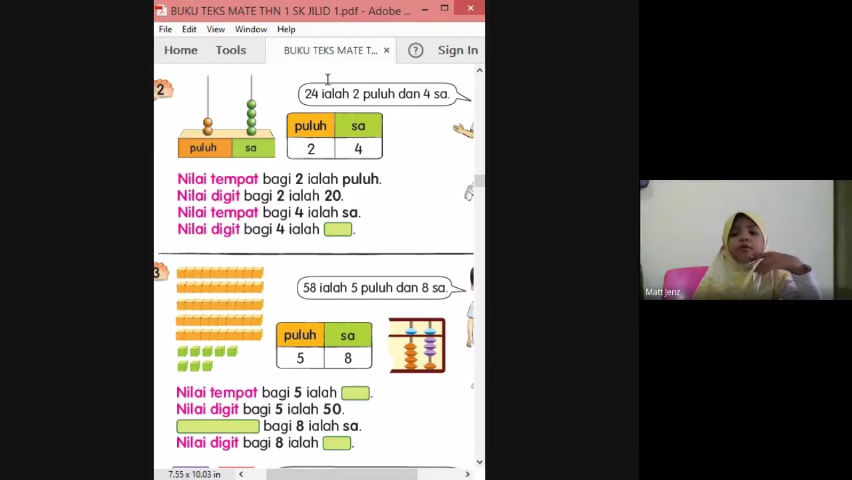 BUKU TEKS MATE THN 1 SK JILID 1.pdf - Adobe ...
File Edit View Window Help
Home Tools BUKU TEKS MATE T... × ? Sign In
2
24 ialah 2 puluh dan 4 sa.
puluh sa
2 4
puluh sa
Nilai tempat bagi 2 ialah puluh.
Nilai digit bagi 2 ialah 20.
Nilai tempat bagi 4 ialah sa.
Nilai digit bagi 4 ialah
3
58 ialah 5 puluh dan 8 sa.
puluh sa
5 8
Nilai tempat bagi 5 ialah
Nilai digit bagi 5 ialah 50.
bagi 8 ialah sa.
Nilai digit bagi 8 ialah
7.55 x 10.03 in
Matt Jenz